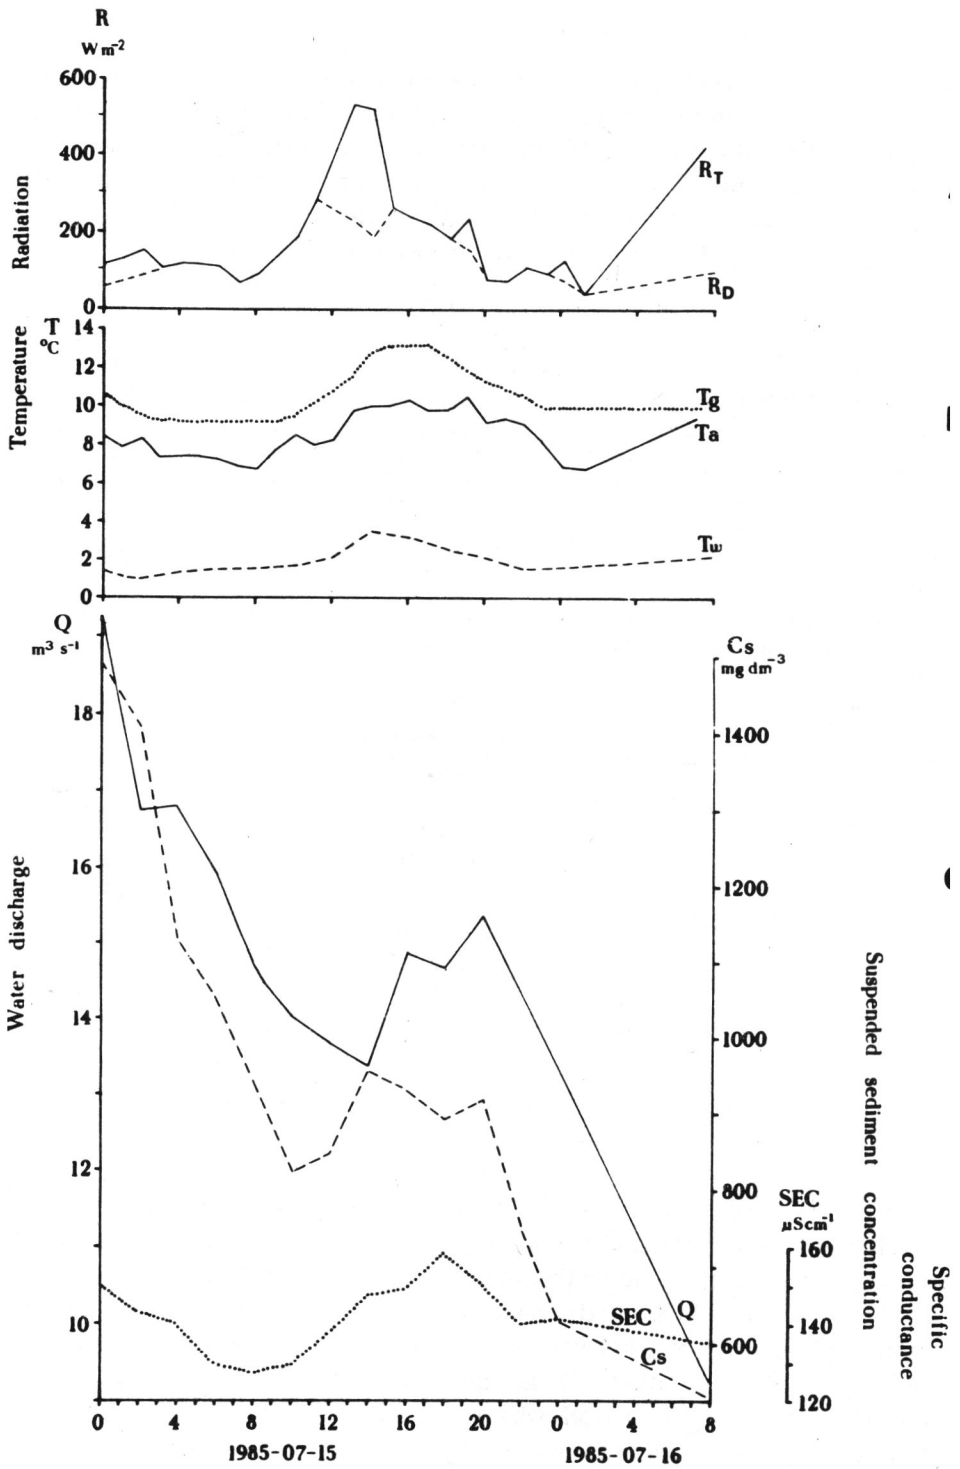 R
W m⁻²
600
400
200
0
Radiation
R_T
R_D
T
°C
14
12
10
8
6
4
2
0
Temperature
Tg
Ta
Tw
Q
m³ s⁻¹
18
16
14
12
10
Water discharge
Cs
mg dm⁻³
1400
1200
1000
800
600
Suspended sediment concentration
SEC
µS cm⁻¹
160
140
120
Specific
conductance
SEC
Q
Cs
0 4 8 12 16 20 0 4 8
1985-07-15 1985-07-16